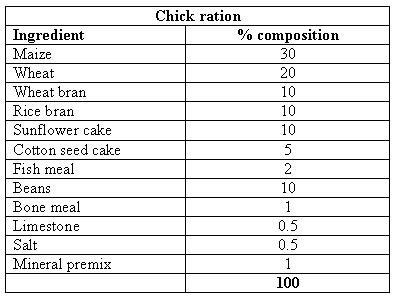 Chick ration
Ingredient % composition
Maize 30
Wheat 20
Wheat bran 10
Rice bran 10
Sunflower cake 10
Cotton seed cake 5
Fish meal 2
Beans 10
Bone meal 1
Limestone 0.5
Salt 0.5
Mineral premix 1
100